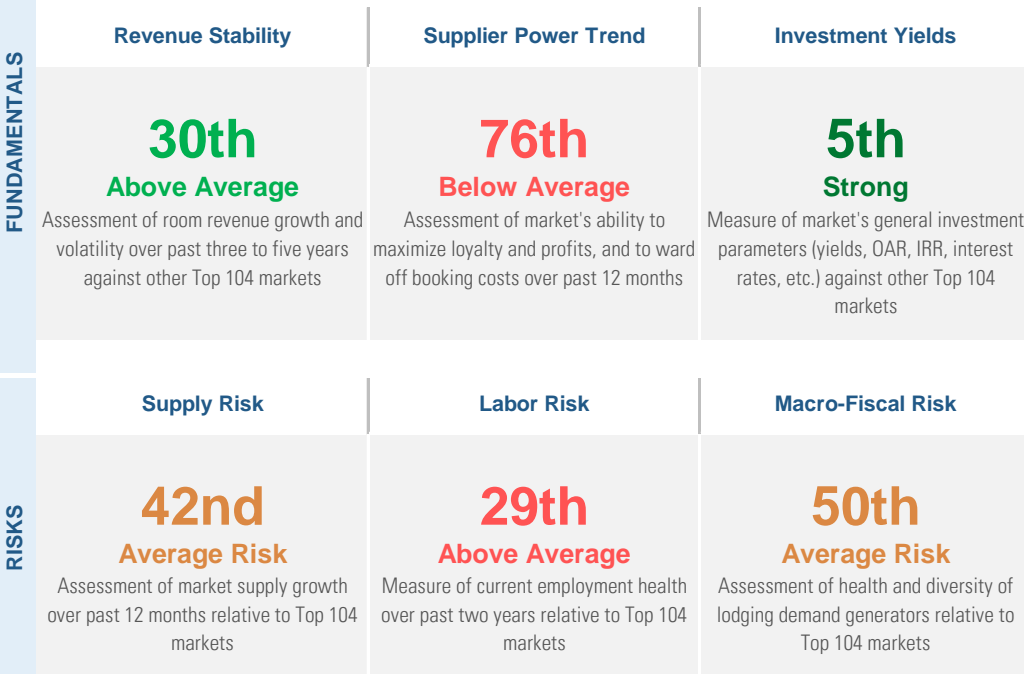 FUNDAMENTALS
Revenue Stability
30th
Above Average
Assessment of room revenue growth and
volatility over past three to five years
against other Top 104 markets
Supplier Power Trend
76th
Below Average
Assessment of market's ability to
maximize loyalty and profits, and to ward
off booking costs over past 12 months
Investment Yields
5th
Strong
Measure of market's general investment
parameters (yields, OAR, IRR, interest
rates, etc.) against other Top 104
markets
RISKS
Supply Risk
42nd
Average Risk
Assessment of market supply growth
over past 12 months relative to Top 104
markets
Labor Risk
29th
Above Average
Measure of current employment health
over past two years relative to Top 104
markets
Macro-Fiscal Risk
50th
Average Risk
Assessment of health and diversity of
lodging demand generators relative to
Top 104 markets